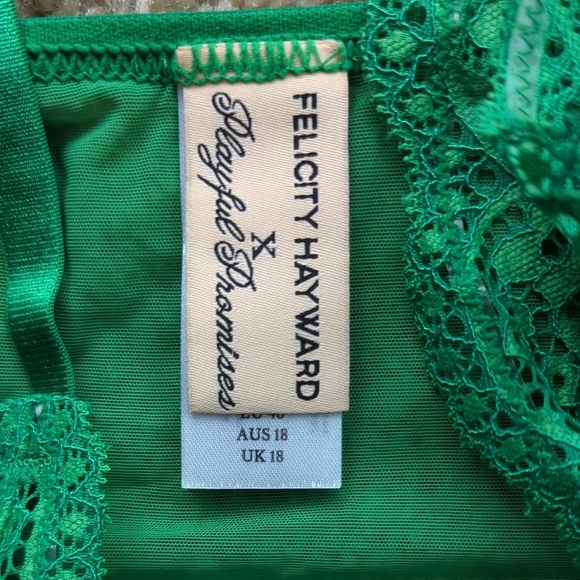 FELICITY HAYWARD
X
Playful Promises
AUS 18
UK 18